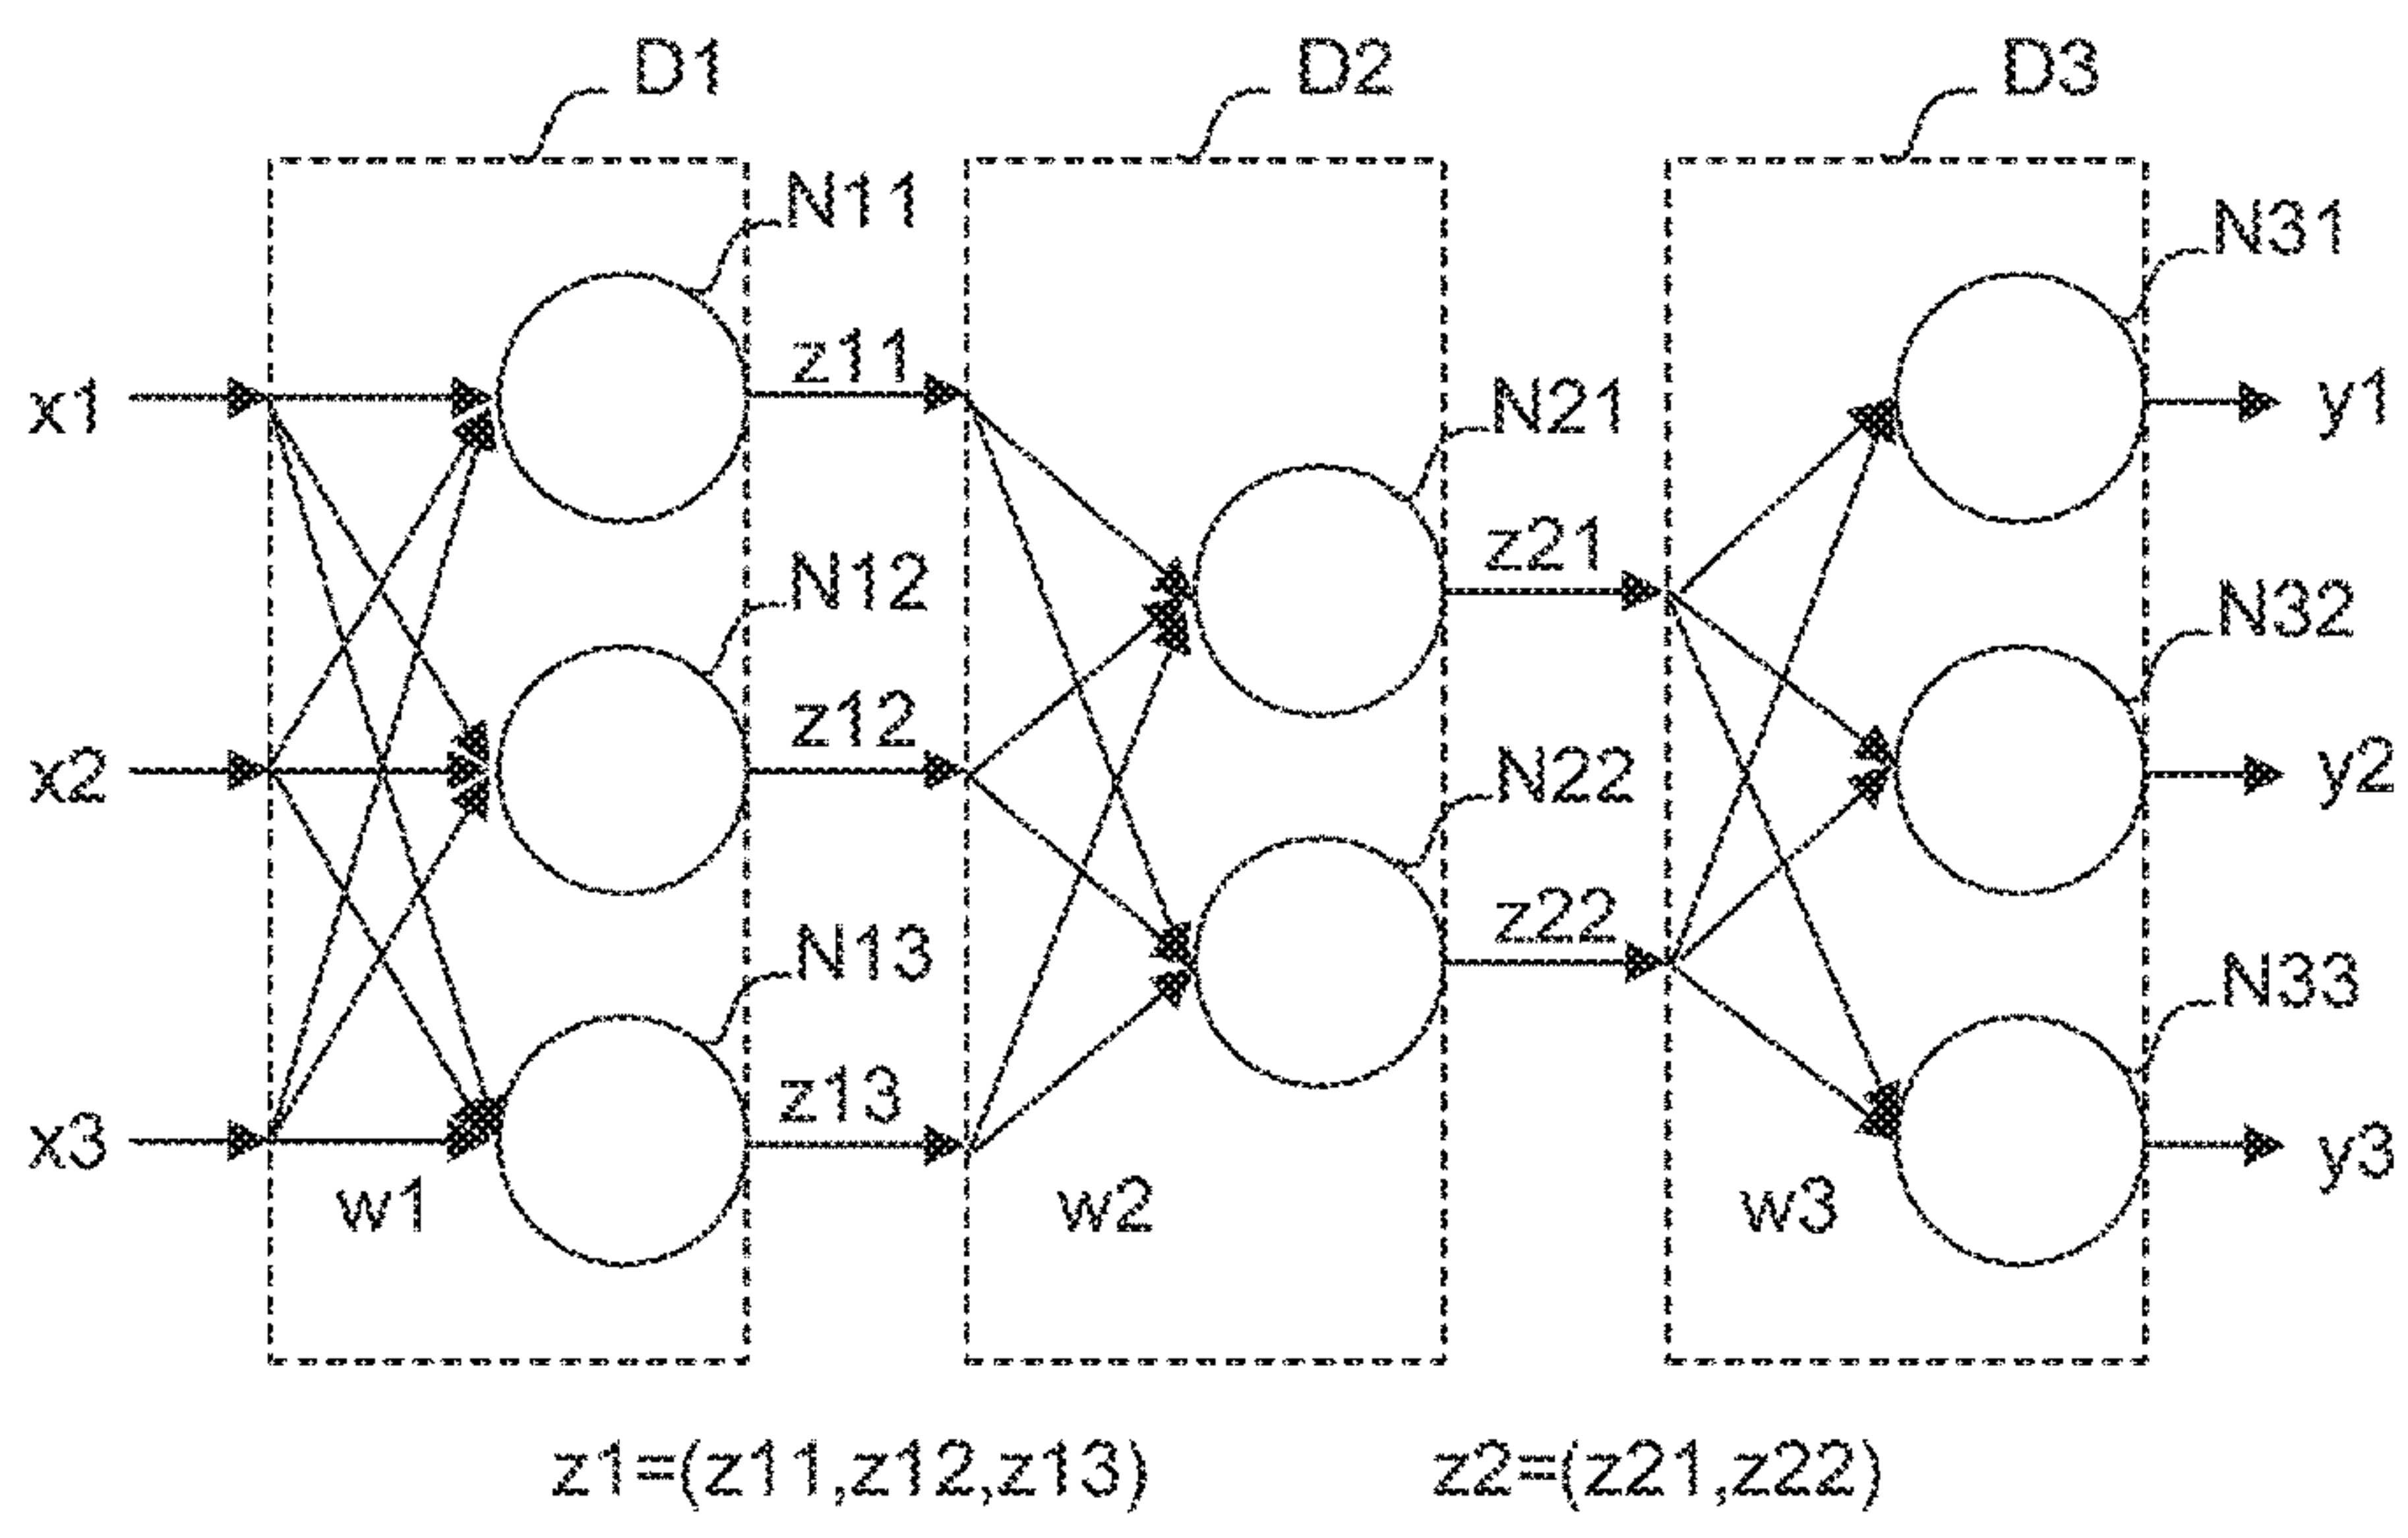 D1
D2
D3
N11
N31
z11
N21
x1
y1
z21
N12
N32
z12
N22
x2
y2
z22
N13
N33
z13
x3
y3
w1
w2
w3
z1=(z11,z12,z13)
z2=(z21,z22)